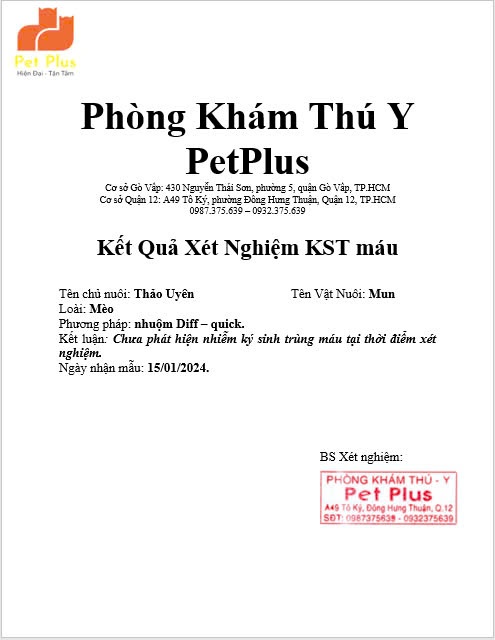 Pet Plus
Hiện Đại - Tận Tâm
Phòng Khám Thú Y
PetPlus
Cơ sở Gò Vấp: 430 Nguyễn Thái Sơn, phường 5, quận Gò Vấp, TP.HCM
Cơ sở Quận 12: A49 Tô Ký, phường Đông Hưng Thuận, Quận 12, TP.HCM
0987.375.639 – 0932.375.639
Kết Quả Xét Nghiệm KST máu
Tên chủ nuôi: Thảo Uyên Tên Vật Nuôi: Mun
Loài: Mèo
Phương pháp: nhuộm Diff – quick.
Kết luận: Chưa phát hiện nhiễm ký sinh trùng máu tại thời điểm xét
nghiệm.
Ngày nhận mẫu: 15/01/2024.
BS Xét nghiệm:
PHÒNG KHÁM THÚ - Y
Pet Plus
A49 Tô Ký, Đông Hưng Thuận, Q.12
SĐT: 0987375639 - 0932375639